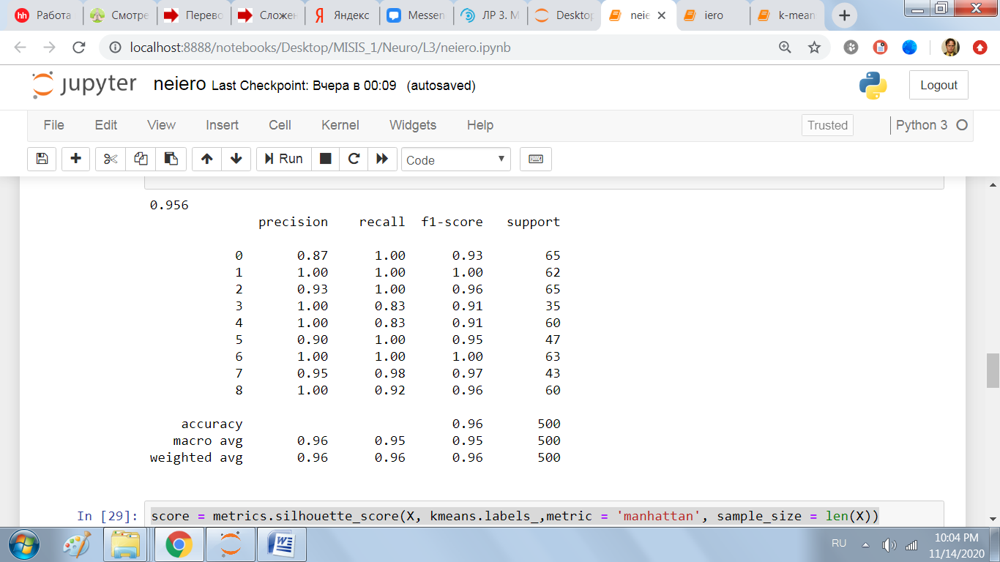 Работа
Смотре
Перево
Сложен
Яндекс
Messen
ЛР 3. М
Desktop
neie
iero
k-mean
localhost:8888/notebooks/Desktop/MISIS_1/Neuro/L3/neiero.ipynb
jupyter neiero Last Checkpoint: Вчера в 00:09 (autosaved)
Logout
File Edit View Insert Cell Kernel Widgets Help
Trusted
Python 3
Run
Code
0.956
precision recall f1-score support
0 0.87 1.00 0.93 65
1 1.00 1.00 1.00 62
2 0.93 1.00 0.96 65
3 1.00 0.83 0.91 35
4 1.00 0.83 0.91 60
5 0.90 1.00 0.95 47
6 1.00 1.00 1.00 63
7 0.95 0.98 0.97 43
8 1.00 0.92 0.96 60
accuracy 0.96 500
macro avg 0.96 0.95 0.95 500
weighted avg 0.96 0.96 0.96 500
In [29]: score = metrics.silhouette_score(X, kmeans.labels_,metric = 'manhattan', sample_size = len(X))
RU
10:04 PM
11/14/2020